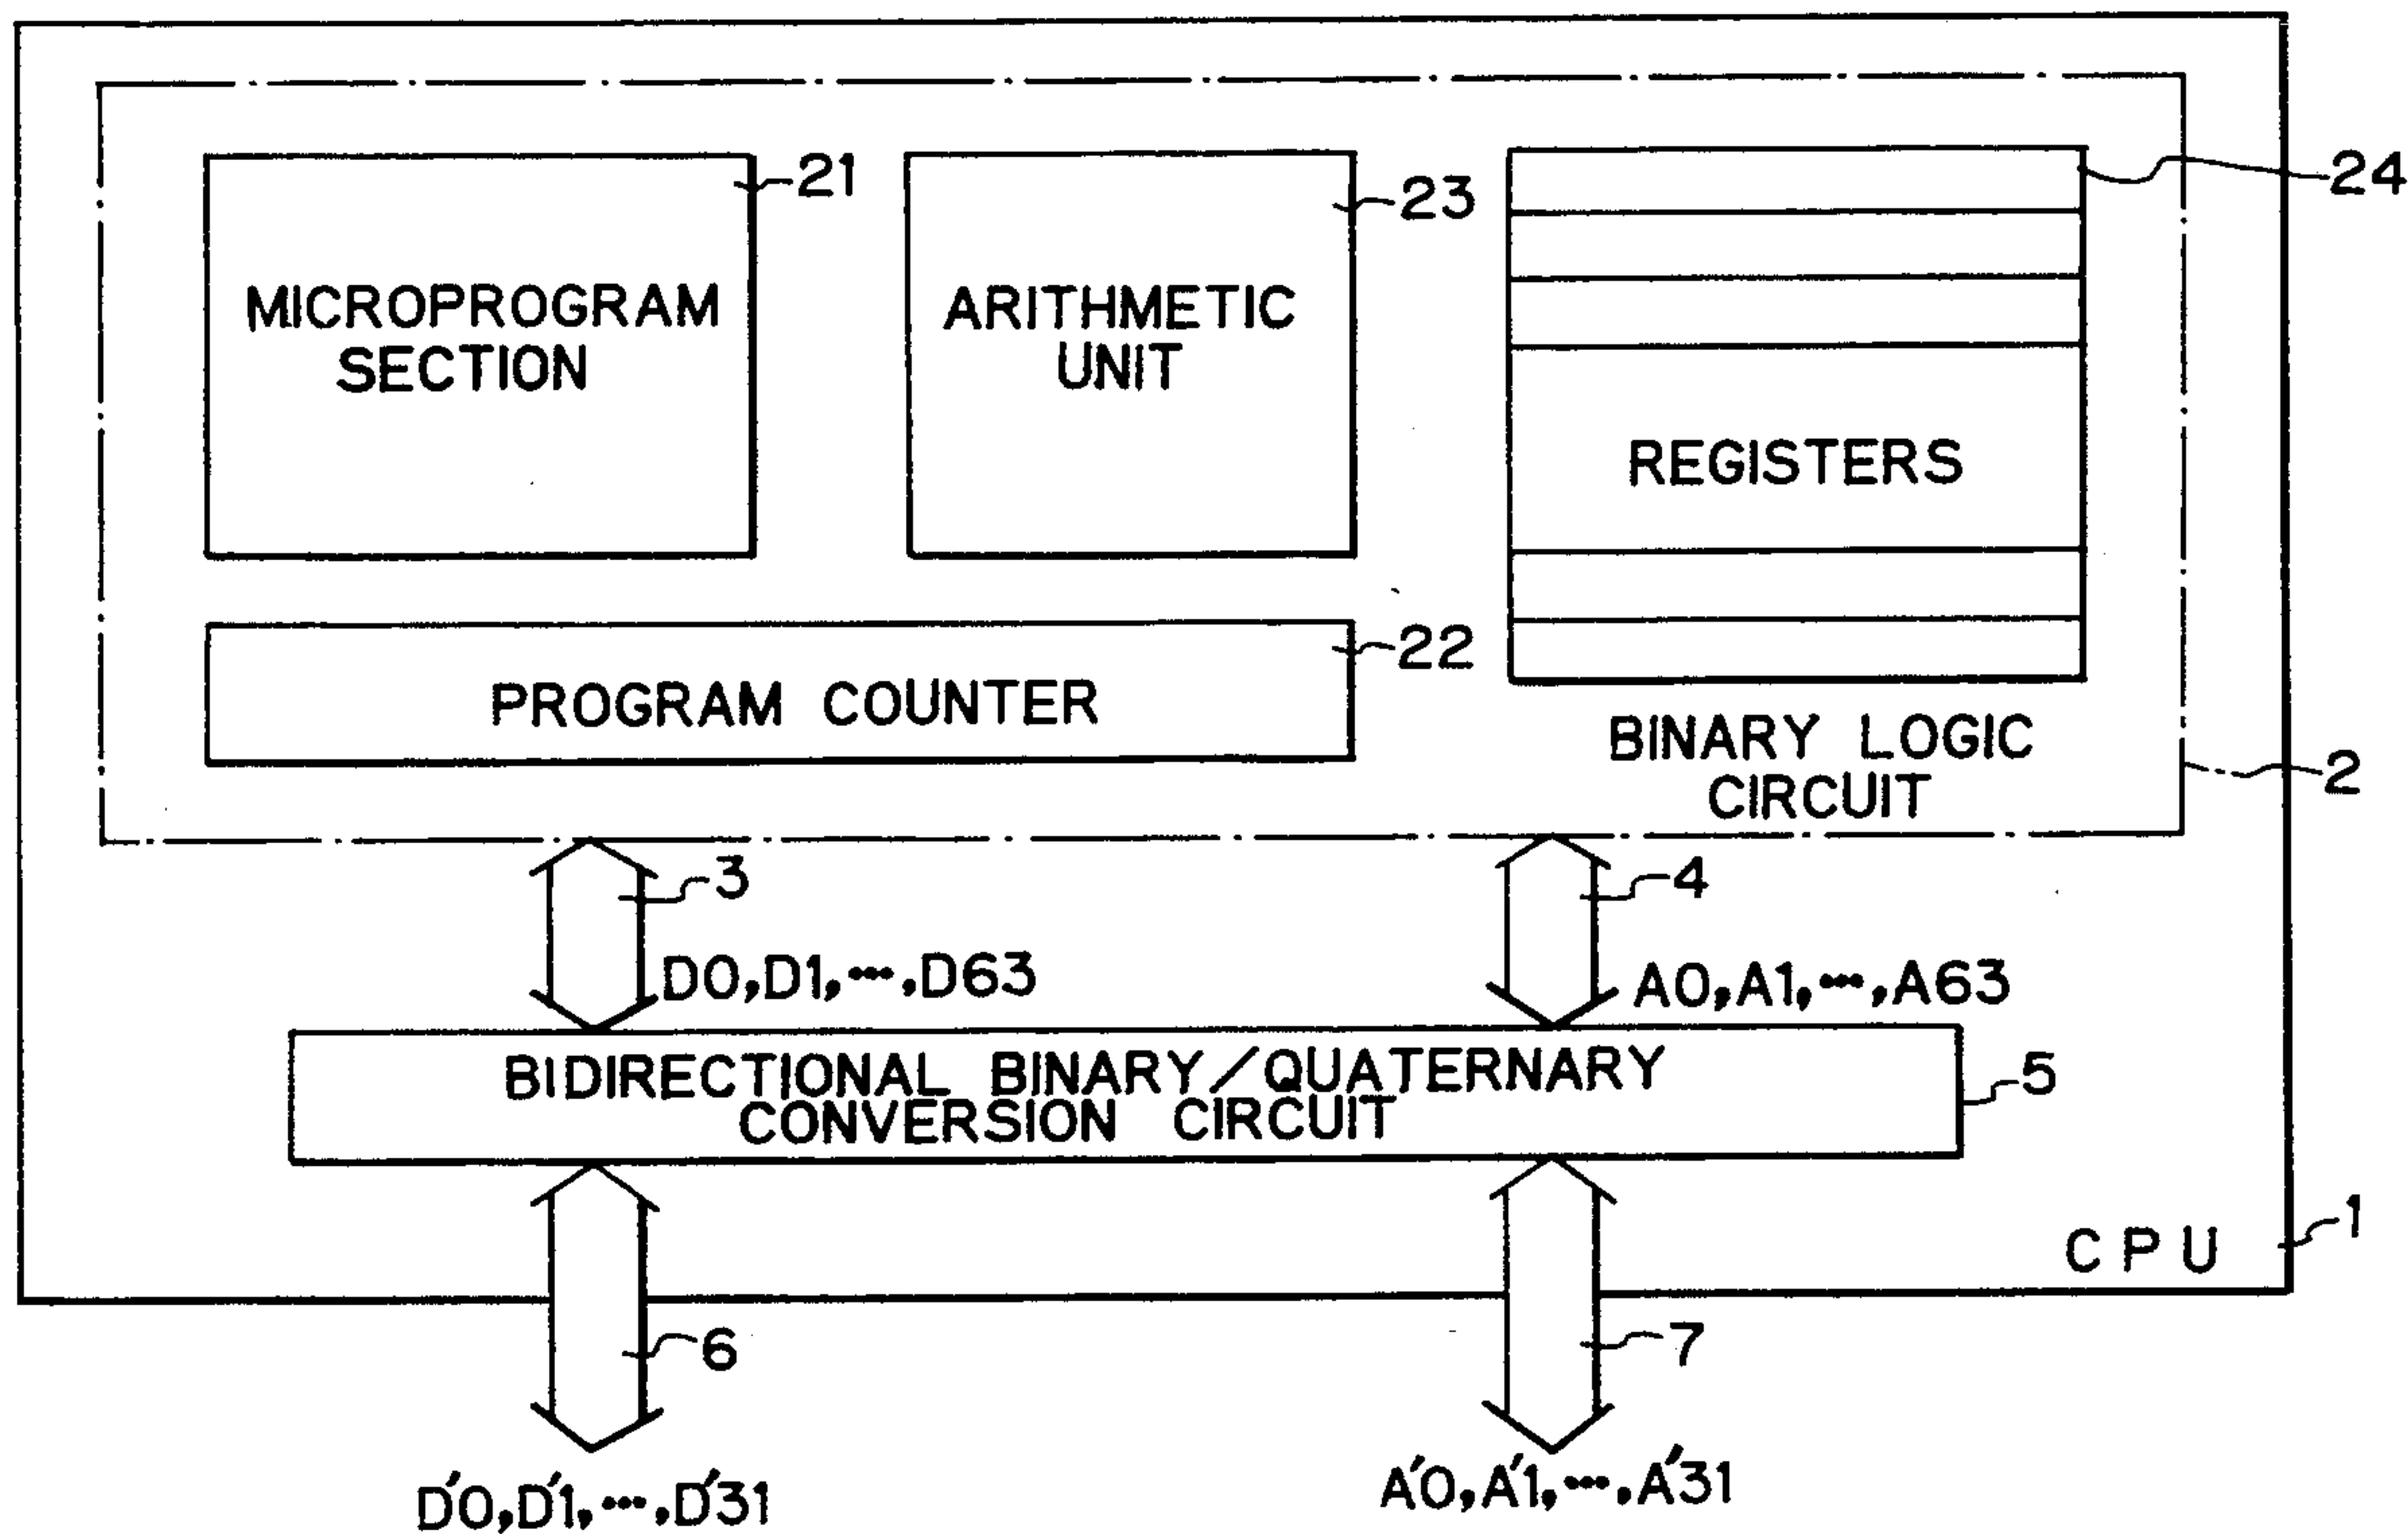 21
23
24
MICROPROGRAM
SECTION
ARITHMETIC
UNIT
REGISTERS
22
PROGRAM COUNTER
BINARY LOGIC
CIRCUIT
2
3
4
D0,D1,···,D63
A0,A1,···,A63
BIDIRECTIONAL BINARY/QUATERNARY
CONVERSION CIRCUIT
5
1
CPU
6
7
D'0,D'1,···,D'31
A'0,A'1,···,A'31